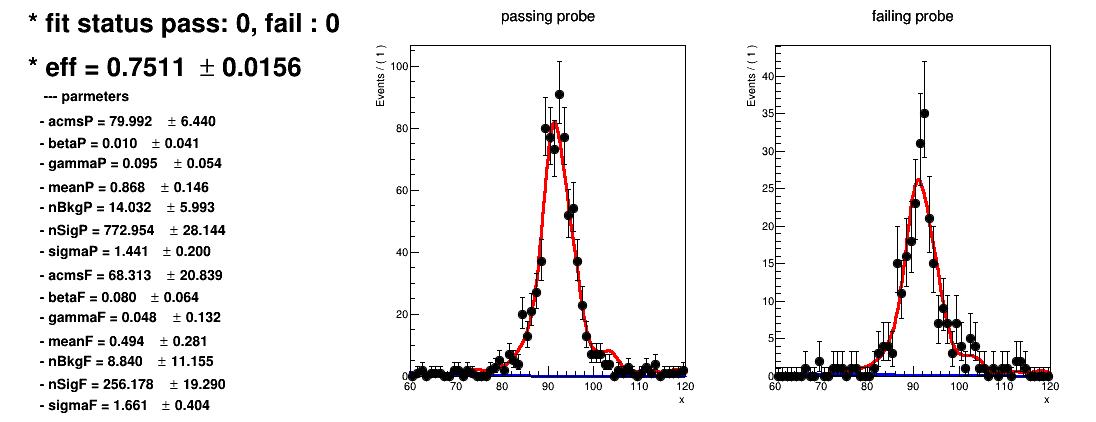 * fit status pass: 0, fail : 0
* eff = 0.7511 ± 0.0156
--- parmeters
- acmsP = 79.992 ± 6.440
- betaP = 0.010 ± 0.041
- gammaP = 0.095 ± 0.054
- meanP = 0.868 ± 0.146
- nBkgP = 14.032 ± 5.993
- nSigP = 772.954 ± 28.144
- sigmaP = 1.441 ± 0.200
- acmsF = 68.313 ± 20.839
- betaF = 0.080 ± 0.064
- gammaF = 0.048 ± 0.132
- meanF = 0.494 ± 0.281
- nBkgF = 8.840 ± 11.155
- nSigF = 256.178 ± 19.290
- sigmaF = 1.661 ± 0.404
passing probe
Events / ( 1 )
100
80
60
40
20
0
60 70 80 90 100 110 120
x
failing probe
Events / ( 1 )
40
35
30
25
20
15
10
5
0
60 70 80 90 100 110 120
x